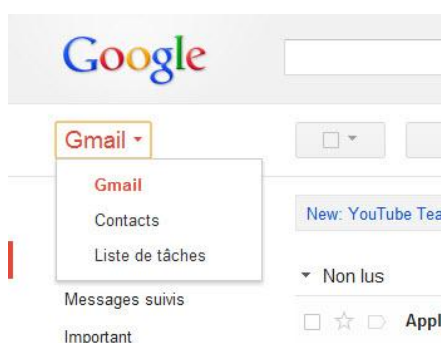 Google
Gmail
Gmail
Contacts
Liste de tâches
Messages suivis
Important
New: YouTube Tea
Non lus
Appl